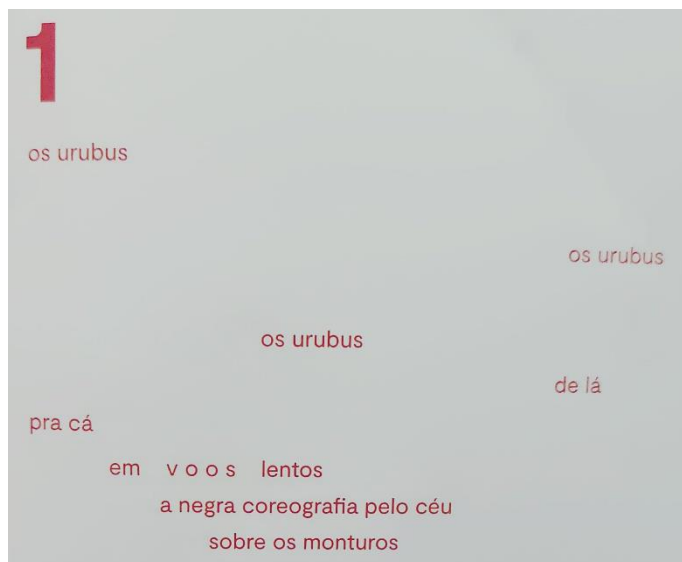 1
os urubus
os urubus
os urubus
de lá
pra cá
em v o o s lentos
a negra coreografia pelo céu
sobre os monturos